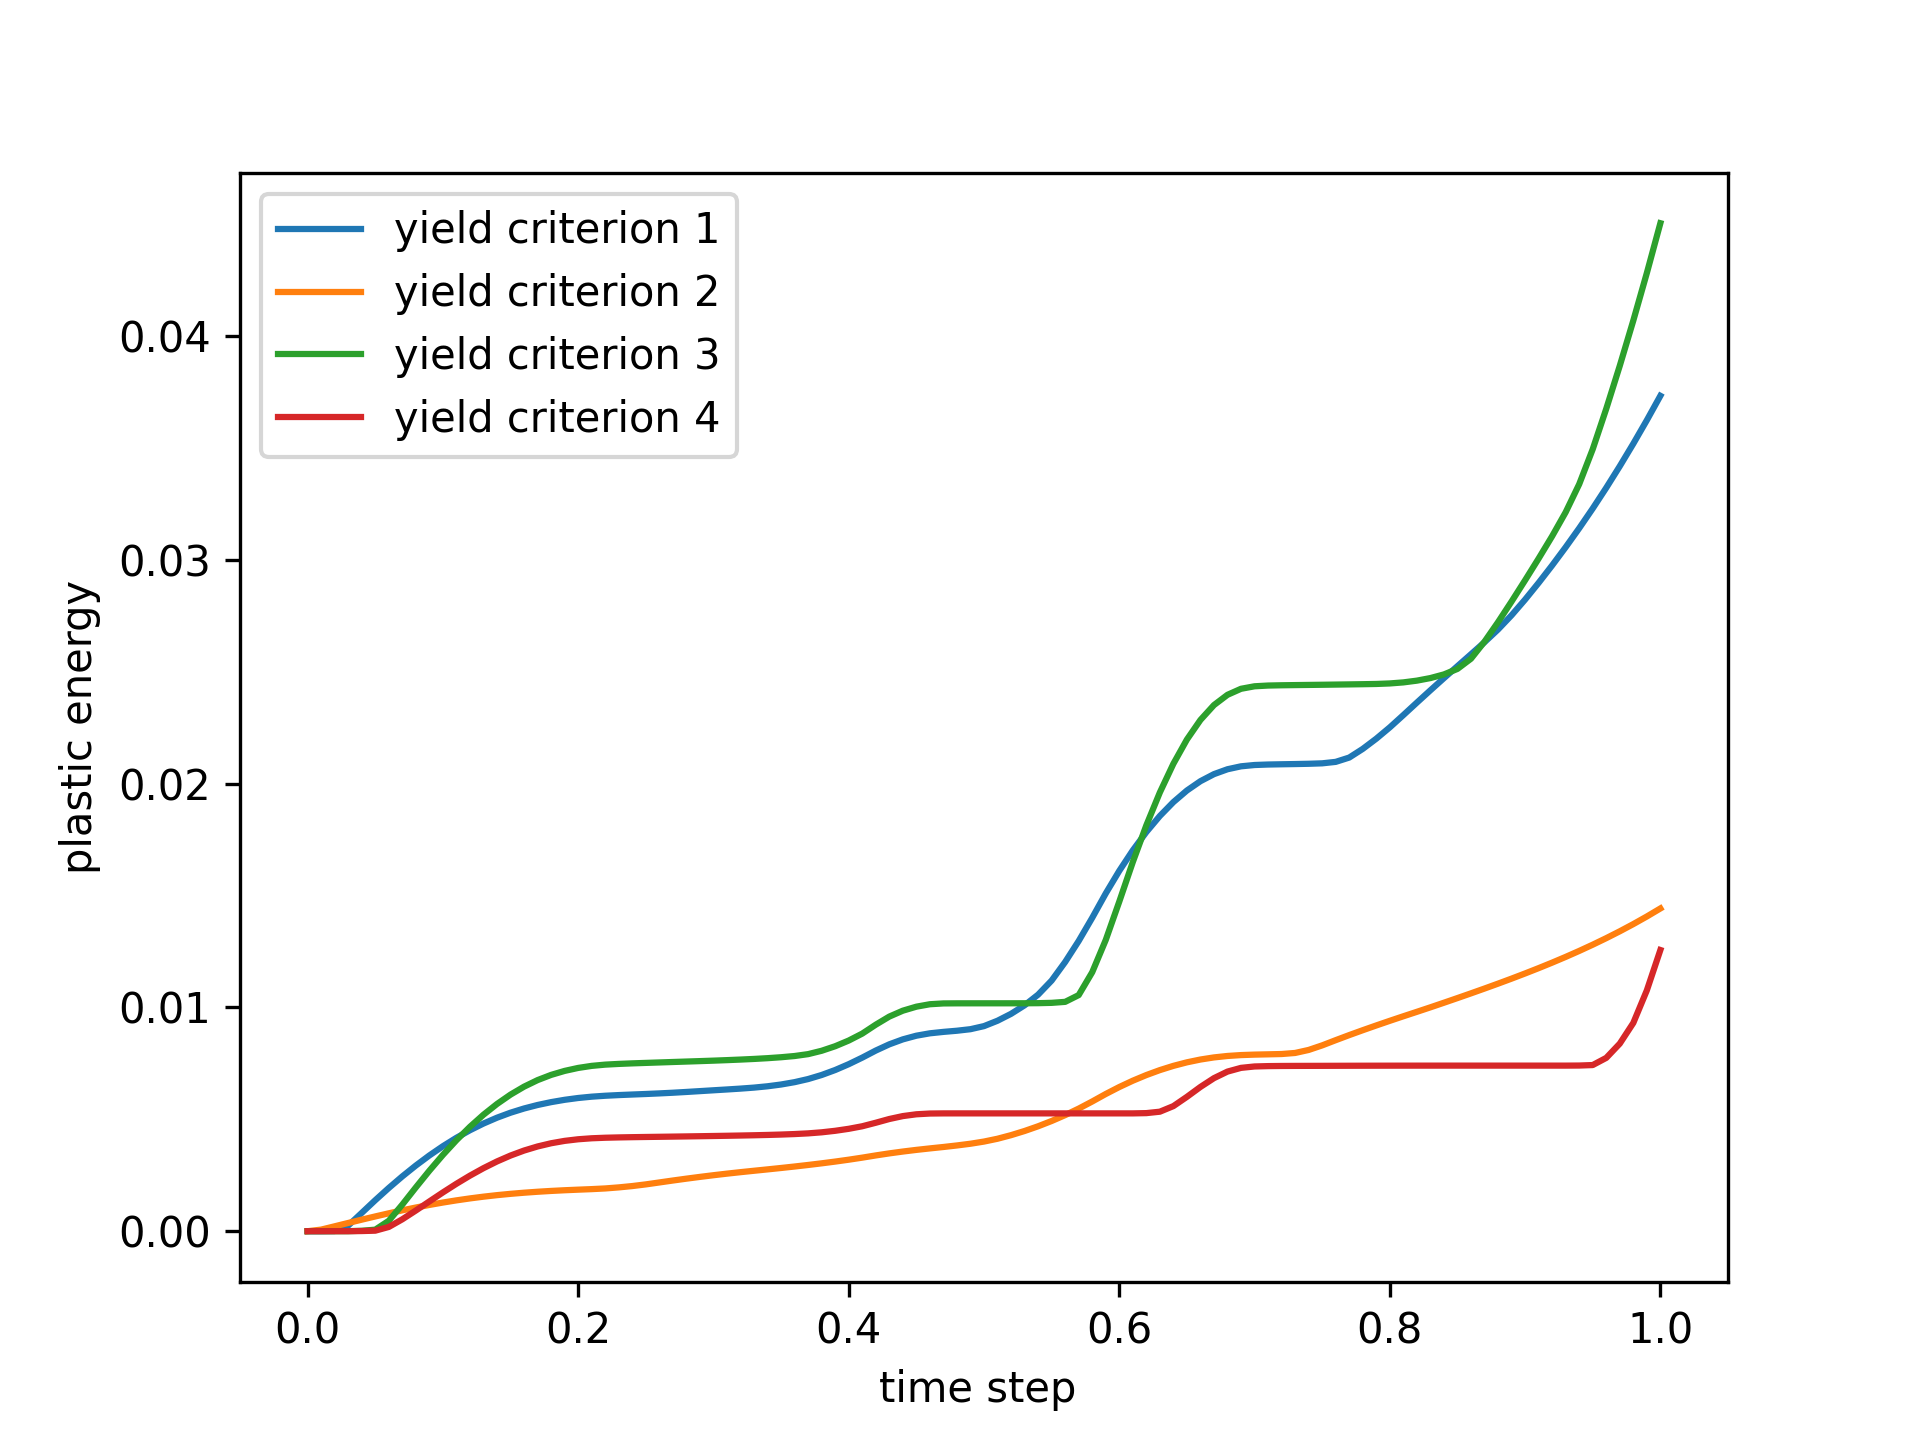 yield criterion 1
yield criterion 2
yield criterion 3
yield criterion 4
0.04
0.03
0.02
0.01
0.00
plastic energy
0.0 0.2 0.4 0.6 0.8 1.0
time step